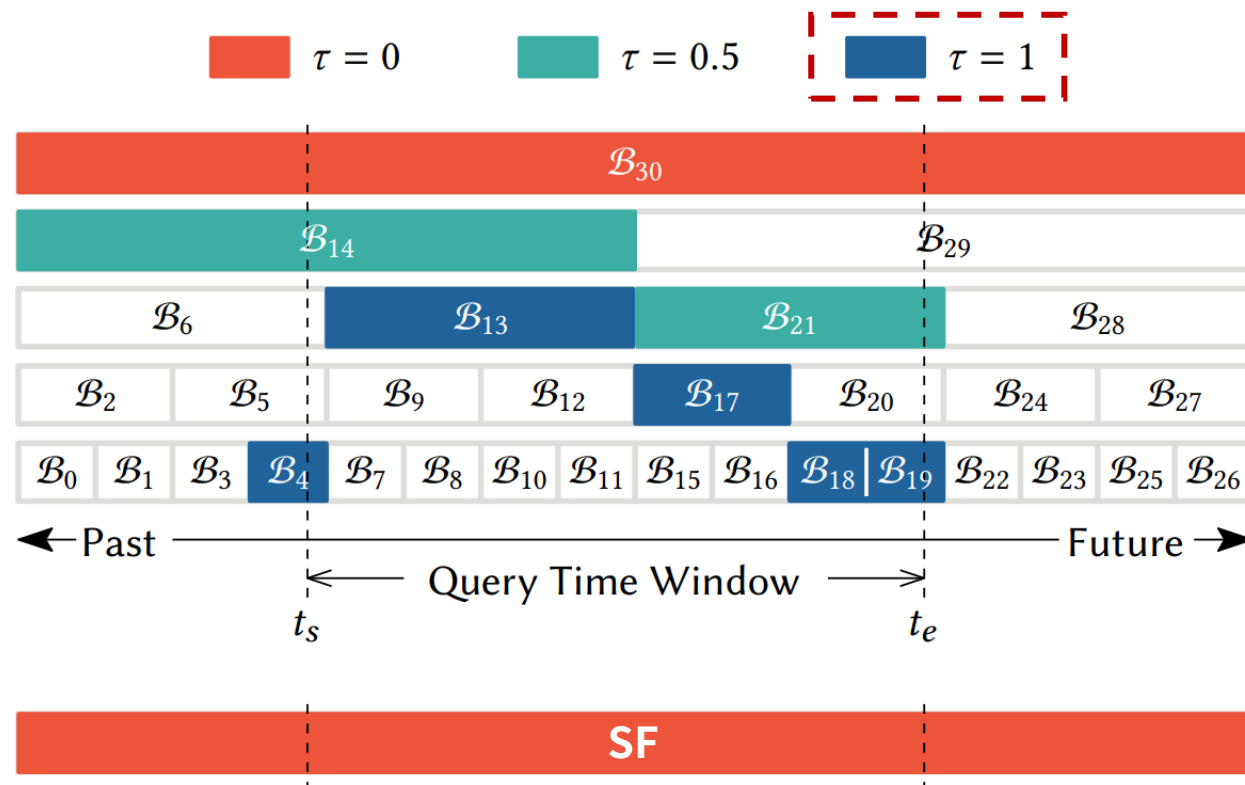 τ = 0 τ = 0.5 τ = 1
ℬ₃₀
ℬ₁₄ ℬ₂₉
ℬ₆ ℬ₁₃ ℬ₂₁ ℬ₂₈
ℬ₂ ℬ₅ ℬ₉ ℬ₁₂ ℬ₁₇ ℬ₂₀ ℬ₂₄ ℬ₂₇
ℬ₀ ℬ₁ ℬ₃ ℬ₄ ℬ₇ ℬ₈ ℬ₁₀ ℬ₁₁ ℬ₁₅ ℬ₁₆ ℬ₁₈ ℬ₁₉ ℬ₂₂ ℬ₂₃ ℬ₂₅ ℬ₂₆
Past Future
Query Time Window
tₛ tₑ
SF